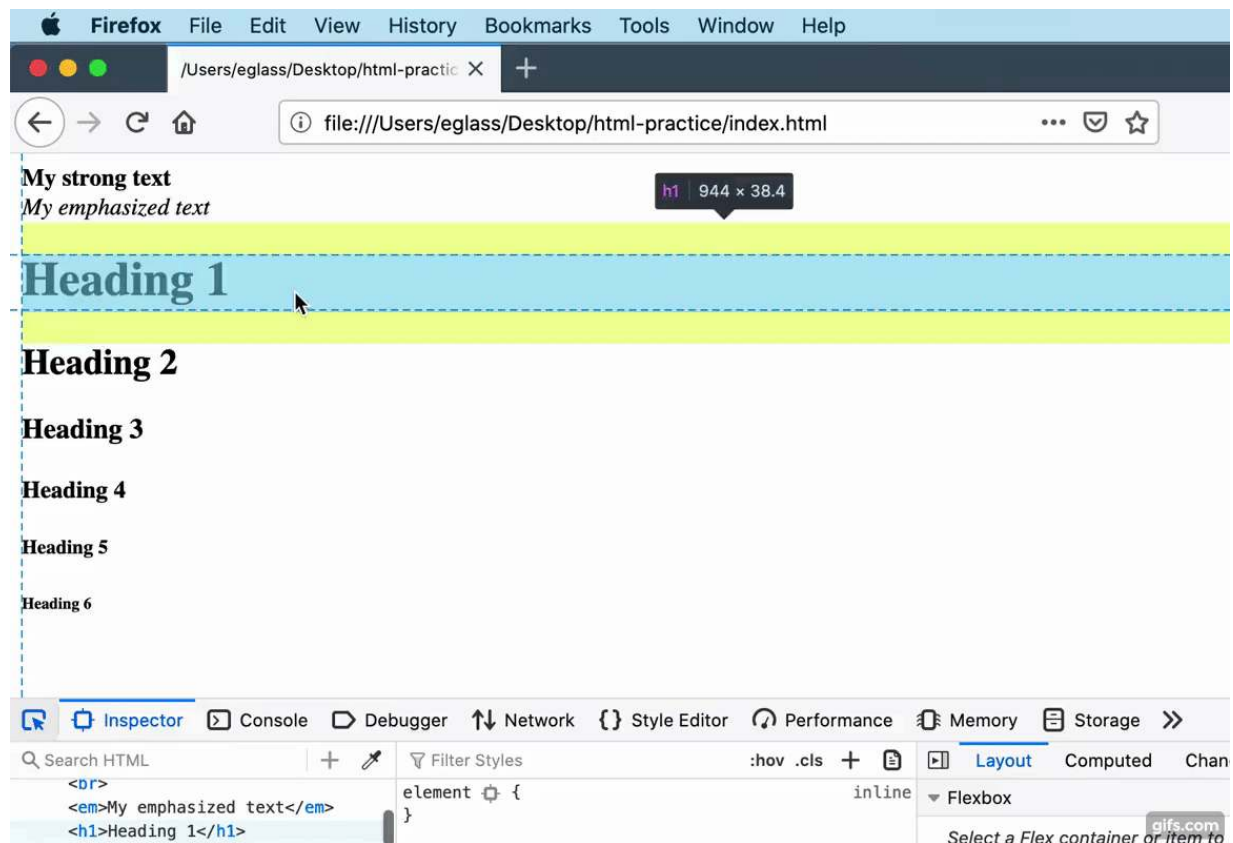 Firefox File Edit View History Bookmarks Tools Window Help
/Users/eglass/Desktop/html-practic
file:///Users/eglass/Desktop/html-practice/index.html
My strong text
h1 944 × 38.4
My emphasized text
Heading 1
Heading 2
Heading 3
Heading 4
Heading 5
Heading 6
Inspector Console Debugger Network Style Editor Performance Memory Storage
Search HTML Filter Styles :hov .cls Layout Computed Chan
<br>
element { inline
Flexbox
<em>My emphasized text</em>
}
<h1>Heading 1</h1>
Select a Flex container or item to
gifs.com